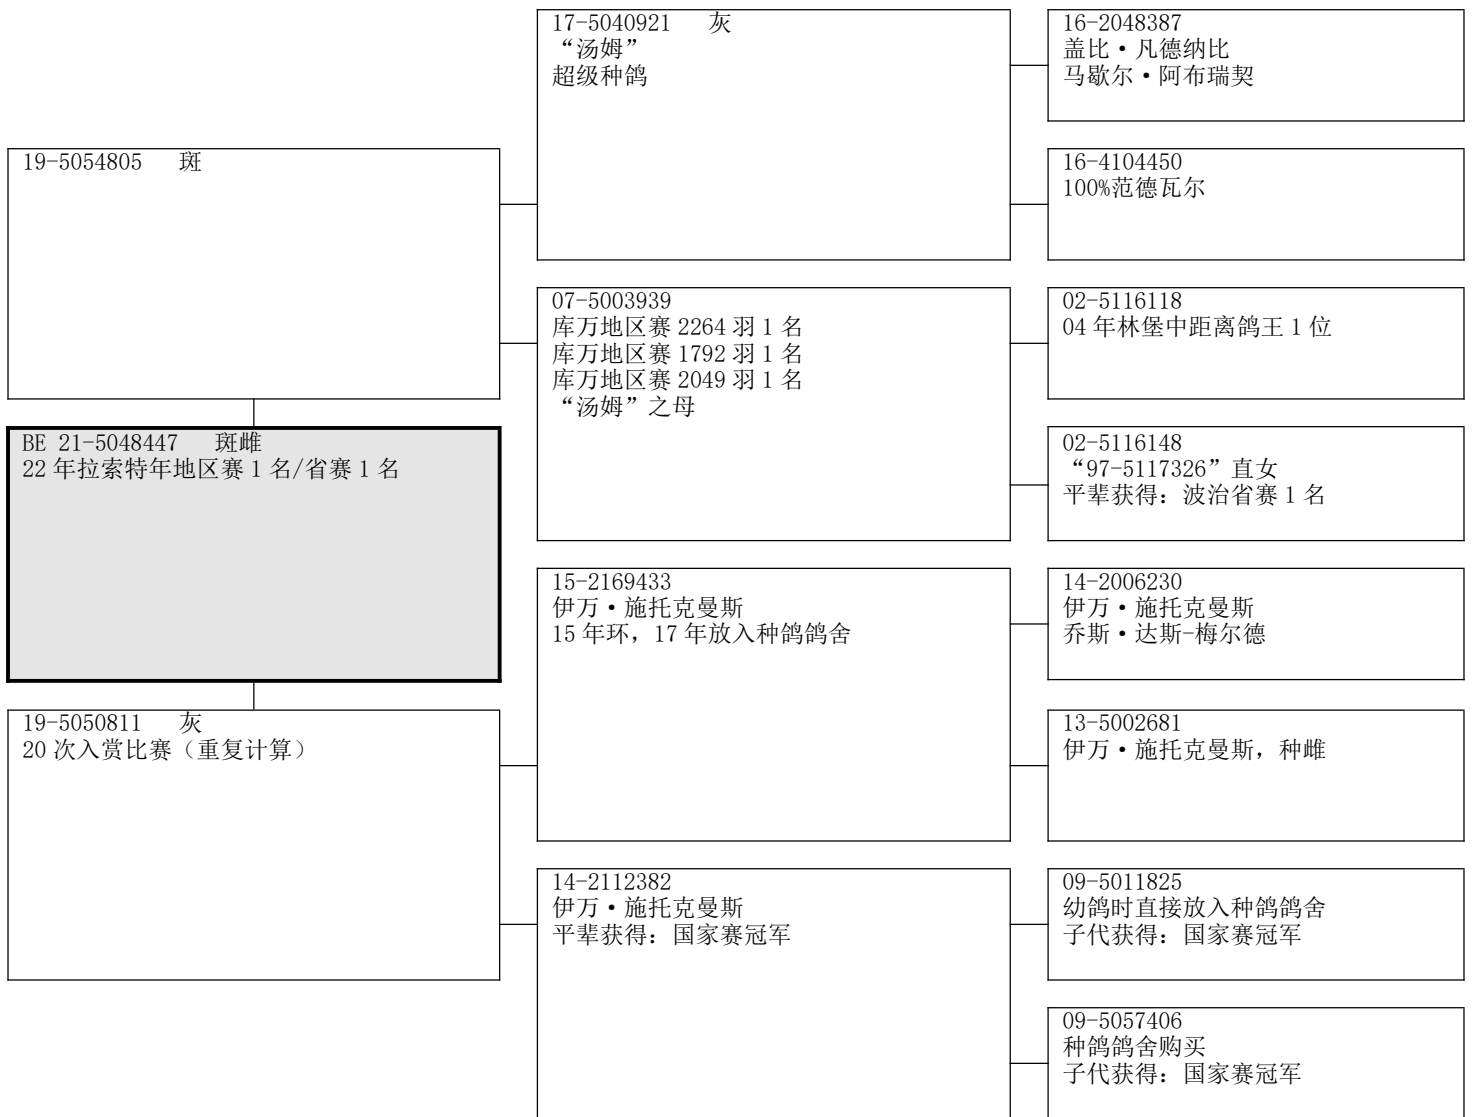 17-5040921 灰
“汤姆”
超级种鸽
16-2048387
盖比·凡德纳比
马歇尔·阿布瑞契
19-5054805 斑
16-4104450
100%范德瓦尔
07-5003939
库万地区赛 2264 羽 1 名
库万地区赛 1792 羽 1 名
库万地区赛 2049 羽 1 名
“汤姆”之母
02-5116118
04 年林堡中距离鸽王 1 位
BE 21-5048447 斑雌
22 年拉索特年地区赛 1 名/省赛 1 名
02-5116148
“97-5117326”直女
平辈获得：波治省赛 1 名
15-2169433
伊万·施托克曼斯
15 年环，17 年放入种鸽鸽舍
14-2006230
伊万·施托克曼斯
乔斯·达斯-梅尔德
19-5050811 灰
20 次入赏比赛（重复计算）
13-5002681
伊万·施托克曼斯，种雌
14-2112382
伊万·施托克曼斯
平辈获得：国家赛冠军
09-5011825
幼鸽时直接放入种鸽鸽舍
子代获得：国家赛冠军
09-5057406
种鸽鸽舍购买
子代获得：国家赛冠军